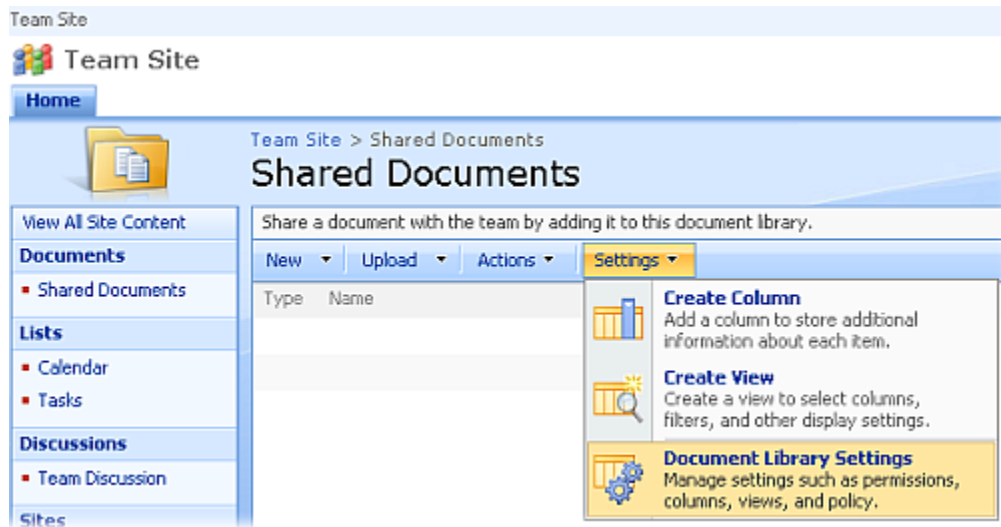 Team Site
Team Site
Home
Team Site > Shared Documents
Shared Documents
View All Site Content
Documents
Shared Documents
Lists
Calendar
Tasks
Discussions
Team Discussion
Sites
Share a document with the team by adding it to this document library.
New Upload Actions Settings
Type Name
Create Column
Add a column to store additional
information about each item.
Create View
Create a view to select columns,
filters, and other display settings.
Document Library Settings
Manage settings such as permissions,
columns, views, and policy.